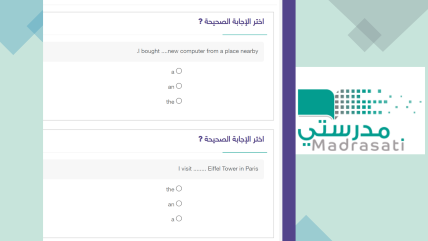 اختر الإجابة الصحيحة ?
.I bought ....new computer from a place nearby
a
an
the
اختر الإجابة الصحيحة ?
I visit ........ Eiffel Tower in Paris
the
an
a
مدرستي
Madrasati